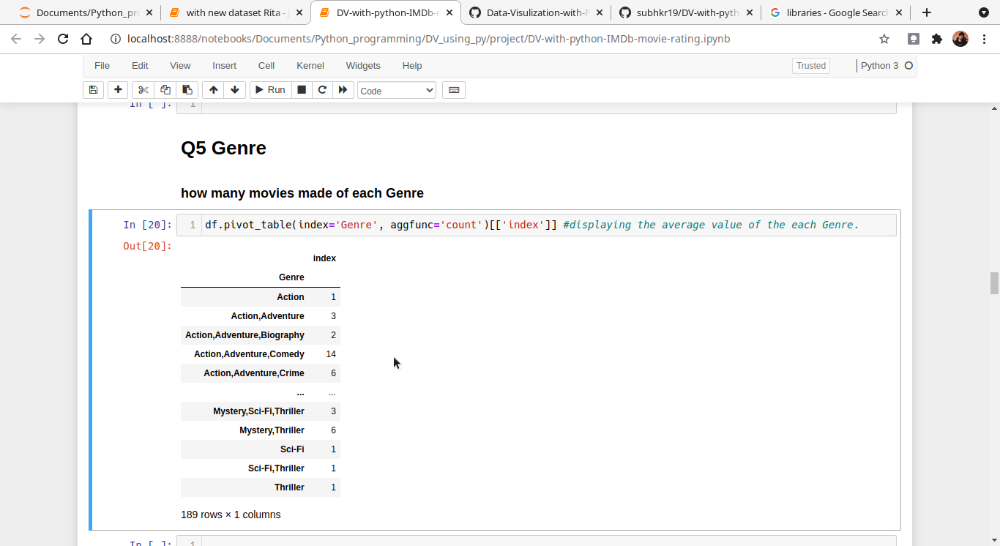 Documents/Python_pr
with new dataset Rita -
DV-with-python-IMDb-
Data-Visulization-with-P
subhkr19/DV-with-pyth
libraries - Google Search
localhost:8888/notebooks/Documents/Python_programming/DV_using_py/project/DV-with-python-IMDb-movie-rating.ipynb
File Edit View Insert Cell Kernel Widgets Help Trusted Python 3
Run Code
In [ ]: 1
Q5 Genre
how many movies made of each Genre
In [20]: 1 df.pivot_table(index='Genre', aggfunc='count')[['index']] #displaying the average value of the each Genre.
Out[20]:
index
Genre
Action 1
Action,Adventure 3
Action,Adventure,Biography 2
Action,Adventure,Comedy 14
Action,Adventure,Crime 6
... ...
Mystery,Sci-Fi,Thriller 3
Mystery,Thriller 6
Sci-Fi 1
Sci-Fi,Thriller 1
Thriller 1
189 rows × 1 columns
In [ ]: 1